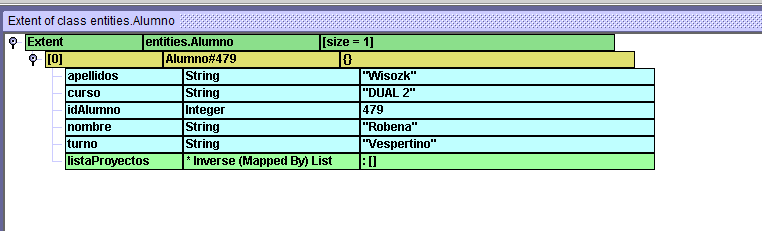 Extent of class entities.Alumno
Extent entities.Alumno [size = 1]
[0] Alumno#479 {}
apellidos String "Wisozk"
curso String "DUAL 2"
idAlumno Integer 479
nombre String "Robena"
turno String "Vespertino"
listaProyectos * Inverse (Mapped By) List : []